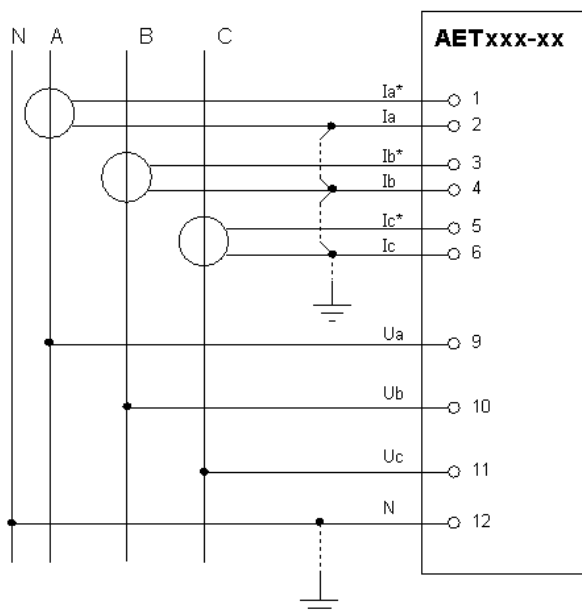 N A B C
AETxxx-xx
Ia* 1
Ia 2
Ib* 3
Ib 4
Ic* 5
Ic 6
Ua 9
Ub 10
Uc 11
N 12